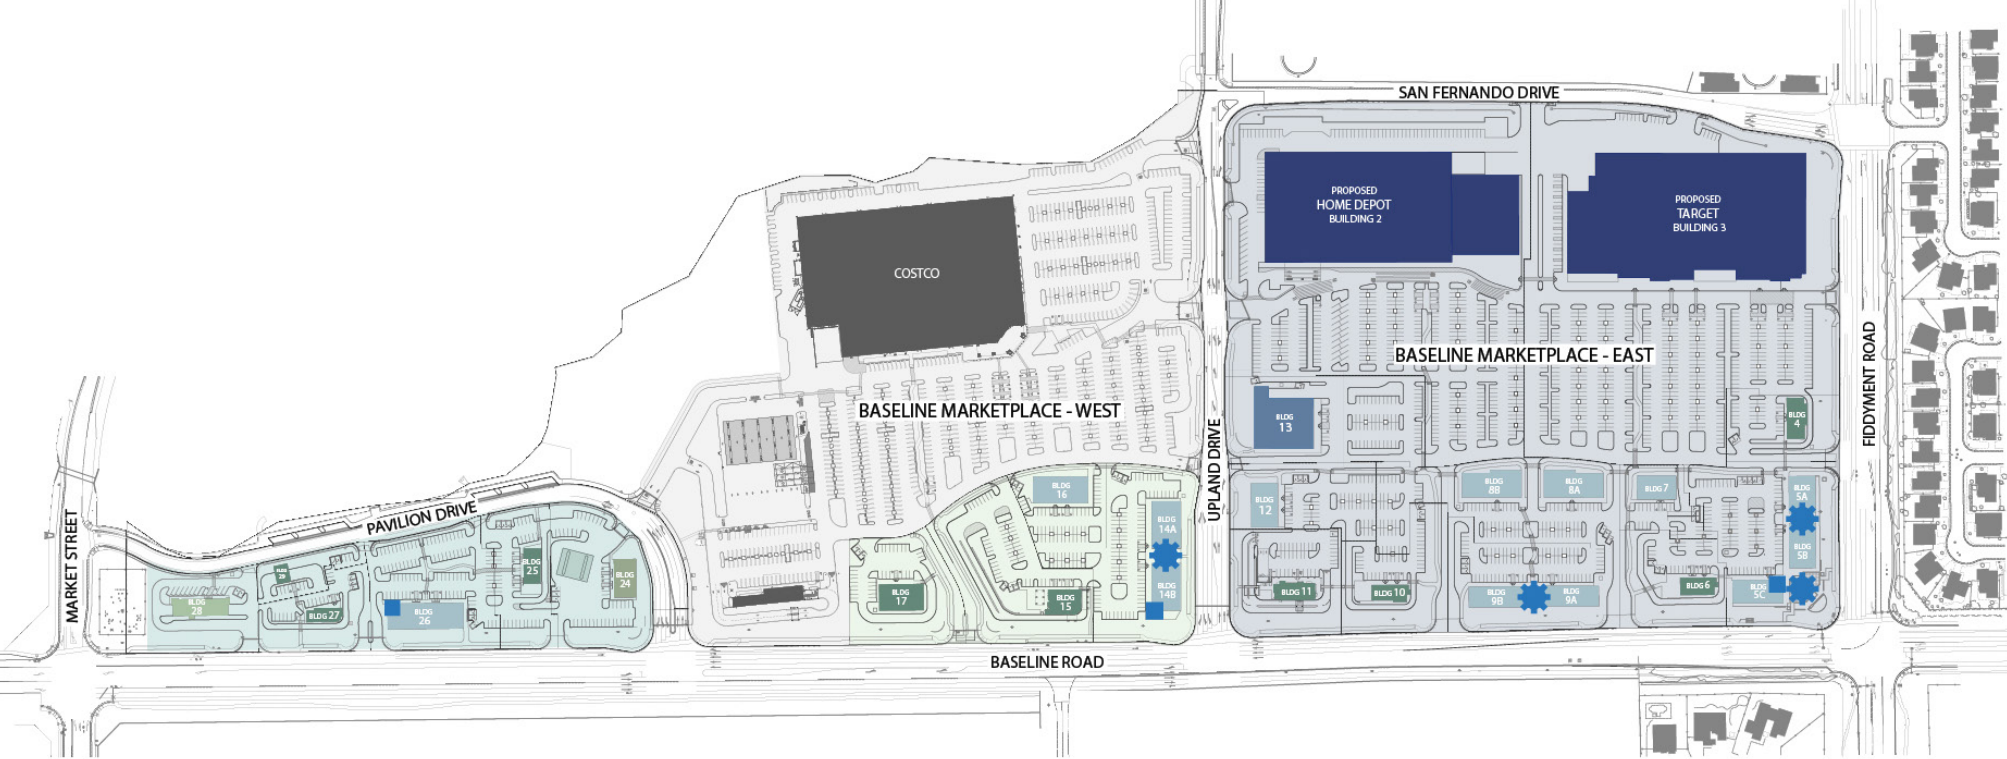 SAN FERNANDO DRIVE
PROPOSED
HOME DEPOT
BUILDING 2
PROPOSED
TARGET
BUILDING 3
COSTCO
BASELINE MARKETPLACE - EAST
FIDDYMENT ROAD
BASELINE MARKETPLACE - WEST
UPLAND DRIVE
BLDG
13
BLDG
4
BLDG
16
BLDG
14A
BLDG
14B
BLDG
12
BLDG
8B
BLDG
8A
BLDG 7
BLDG
5A
BLDG
5B
MARKET STREET
PAVILION DRIVE
BLDG
25
BLDG
24
BLDG
28
BLDG 27
BLDG
26
BLDG
17
BLDG
15
BLDG 11
BLDG 10
BLDG
9B
BLDG
9A
BLDG 6
BLDG
5C
BASELINE ROAD